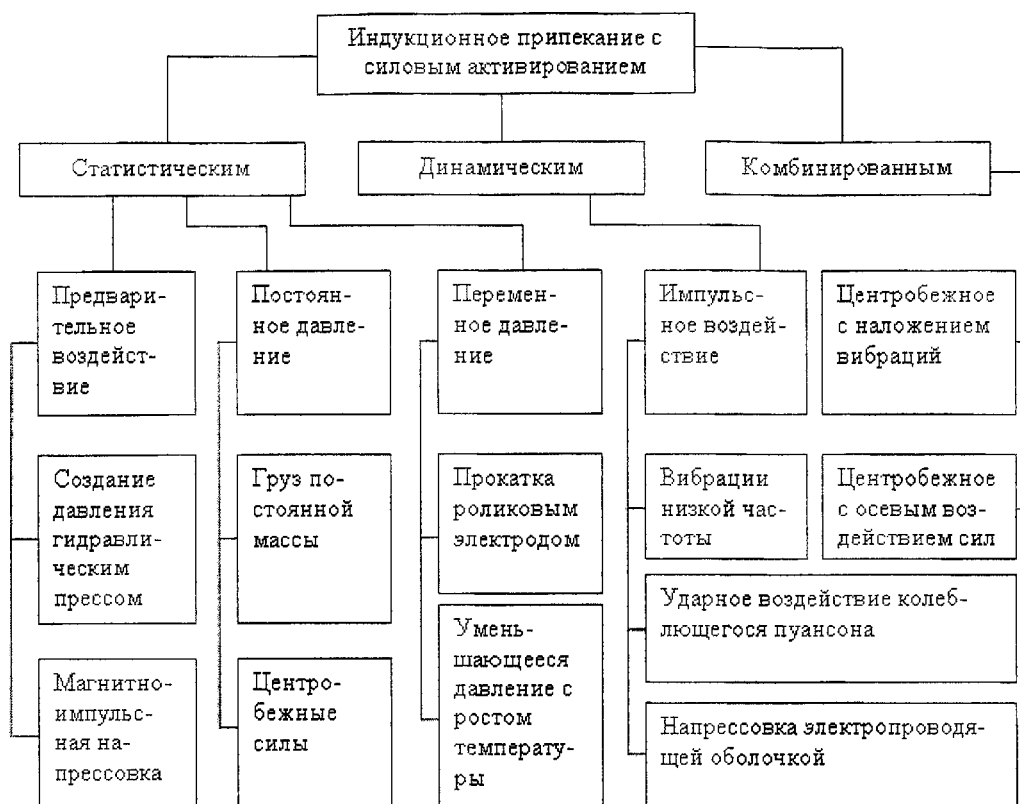 Индукционное припекание с
силовым активированием
Статистическим
Динамическим
Комбинированным
Предвари-
тельное
воздейст-
вие
Постоян-
ное давле-
ние
Перемен-
ное давле-
ние
Импульс-
ное воздей-
ствие
Центробежное
с наложением
вибраций
Создание
давления
гидравли-
ческим
прессом
Груз по-
стоянной
массы
Прокатка
роликовым
электродом
Вибрации
низкой час-
тоты
Центробежное
с осевым воз-
действием сил
Магнитно-
импульс-
ная на-
прессовка
Центро-
бежные
силы
Умень-
шающееся
давление с
ростом
температу-
ры
Ударное воздействие колеб-
лющегося пуансона
Напрессовка электропроводя-
щей оболочкой